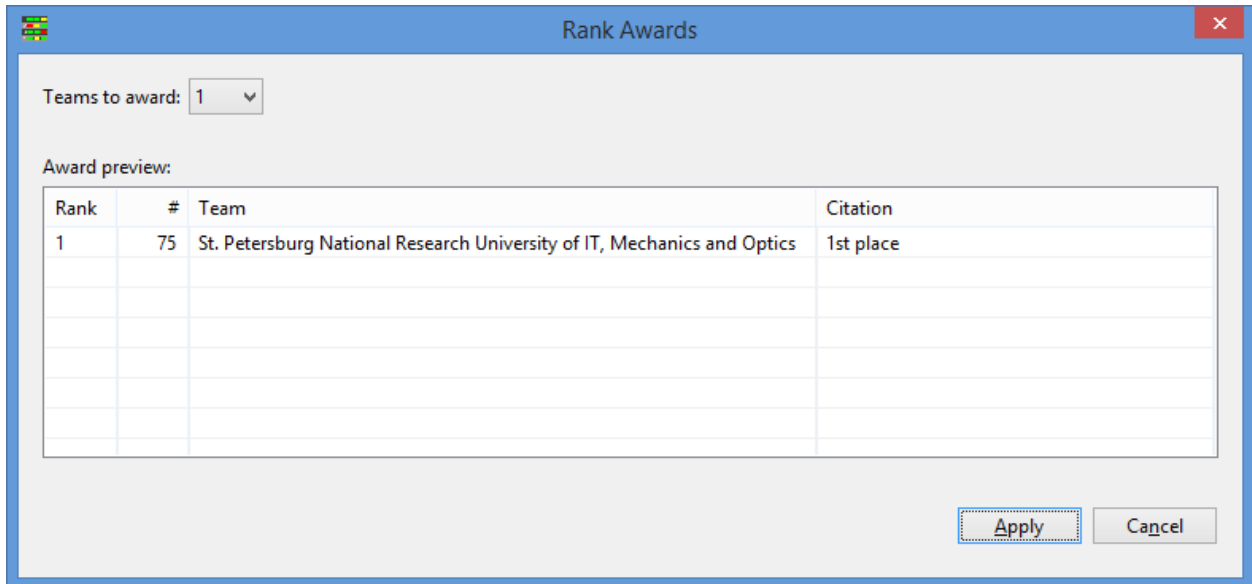 Rank Awards
Teams to award: 1
Award preview:
Rank # Team Citation
1 75 St. Petersburg National Research University of IT, Mechanics and Optics 1st place
Apply Cancel